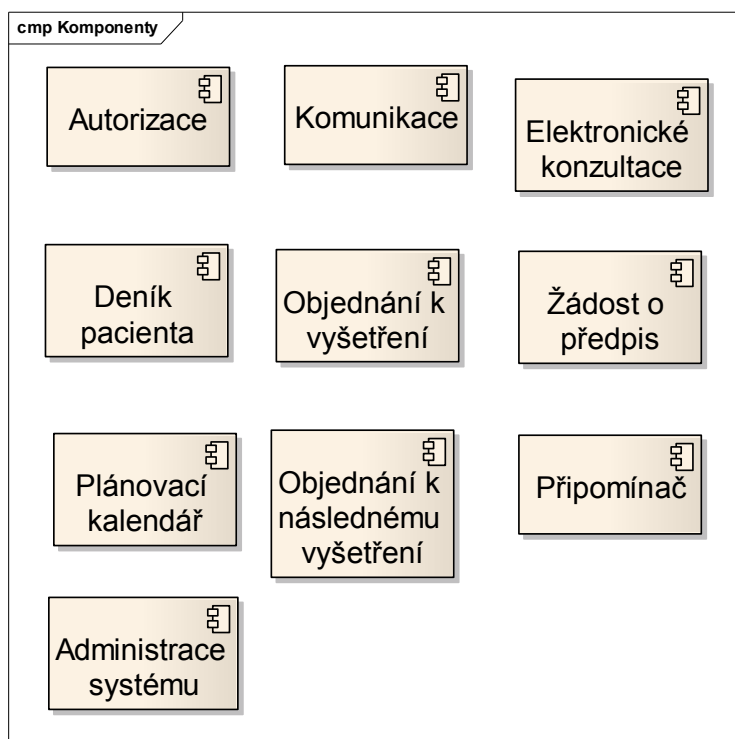 cmp Komponenty
Autorizace
Komunikace
Elektronické
konzultace
Deník
pacienta
Objednání k
vyšetření
Žádost o
předpis
Plánovací
kalendář
Objednání k
následnému
vyšetření
Připomínač
Administrace
systému